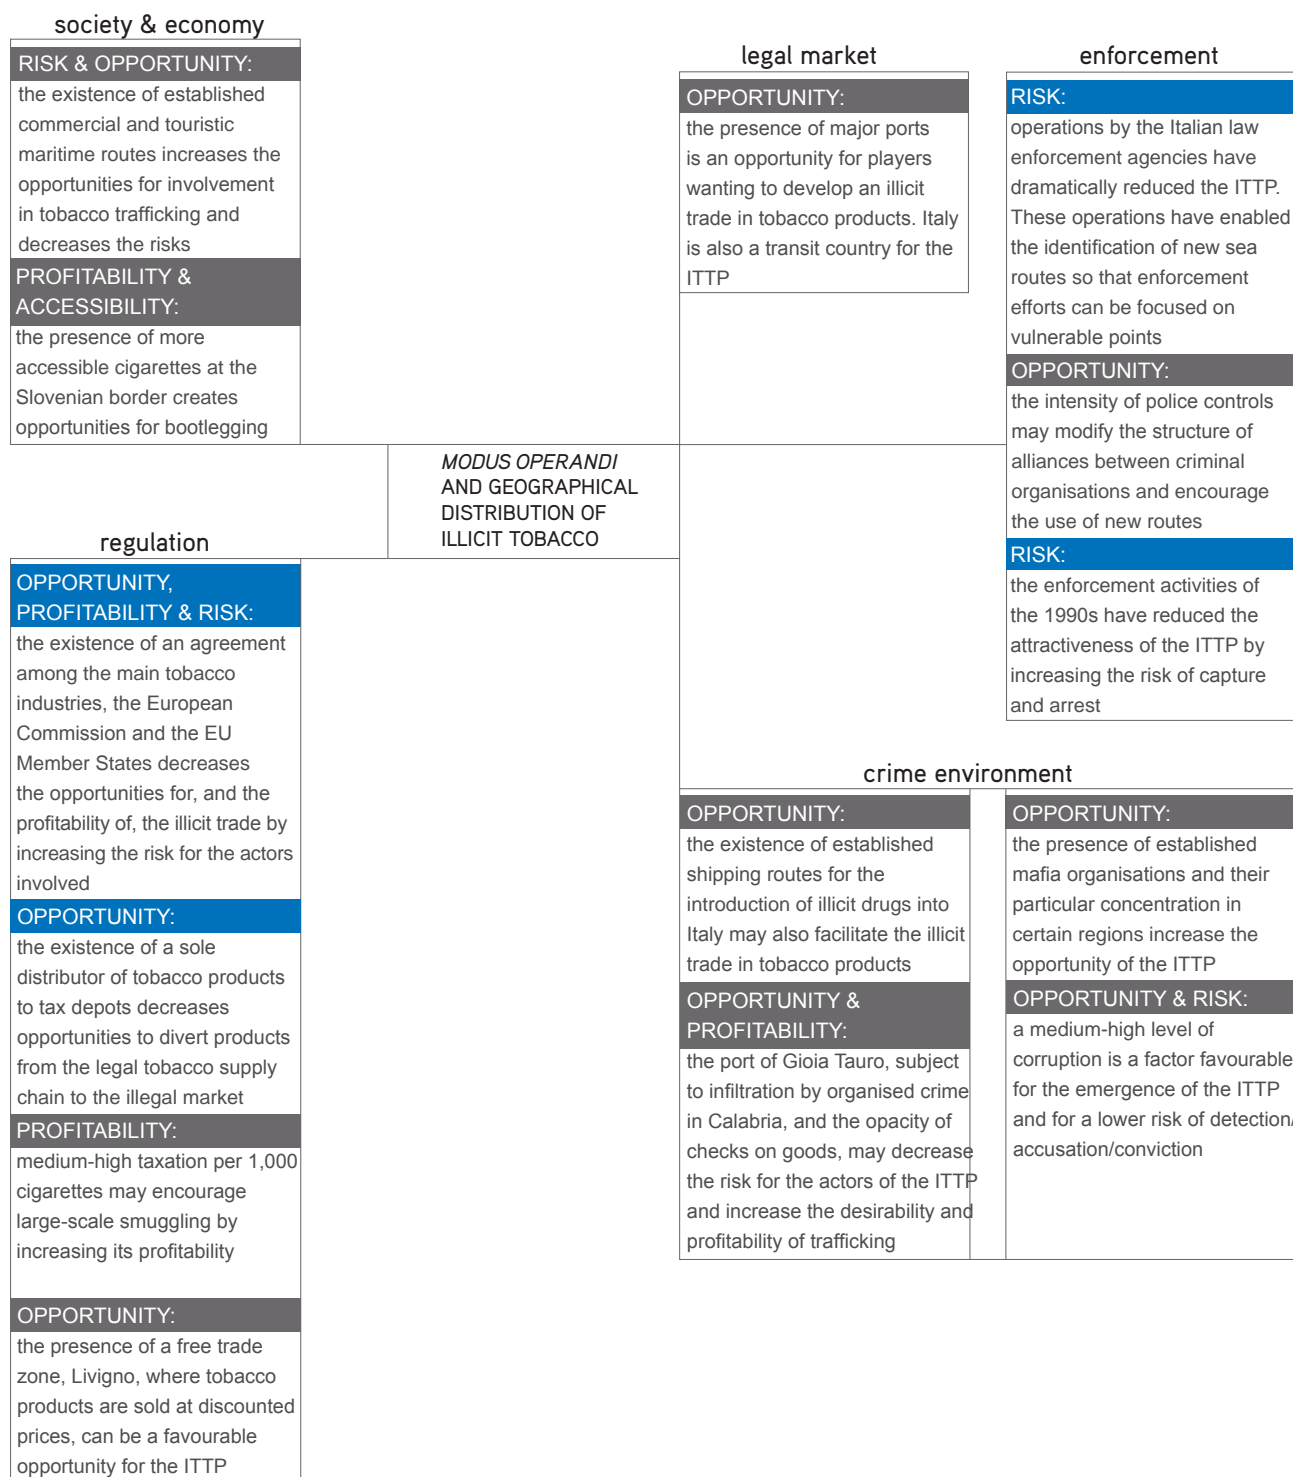 society & economy
RISK & OPPORTUNITY:
the existence of established
commercial and touristic
maritime routes increases the
opportunities for involvement
in tobacco trafficking and
decreases the risks
PROFITABILITY &
ACCESSIBILITY:
the presence of more
accessible cigarettes at the
Slovenian border creates
opportunities for bootlegging
legal market
OPPORTUNITY:
the presence of major ports
is an opportunity for players
wanting to develop an illicit
trade in tobacco products. Italy
is also a transit country for the
ITTP
enforcement
RISK:
operations by the Italian law
enforcement agencies have
dramatically reduced the ITTP.
These operations have enabled
the identification of new sea
routes so that enforcement
efforts can be focused on
vulnerable points
OPPORTUNITY:
the intensity of police controls
may modify the structure of
alliances between criminal
organisations and encourage
the use of new routes
RISK:
the enforcement activities of
the 1990s have reduced the
attractiveness of the ITTP by
increasing the risk of capture
and arrest
MODUS OPERANDI
AND GEOGRAPHICAL
DISTRIBUTION OF
ILLICIT TOBACCO
regulation
OPPORTUNITY,
PROFITABILITY & RISK:
the existence of an agreement
among the main tobacco
industries, the European
Commission and the EU
Member States decreases
the opportunities for, and the
profitability of, the illicit trade by
increasing the risk for the actors
involved
OPPORTUNITY:
the existence of a sole
distributor of tobacco products
to tax depots decreases
opportunities to divert products
from the legal tobacco supply
chain to the illegal market
PROFITABILITY:
medium-high taxation per 1,000
cigarettes may encourage
large-scale smuggling by
increasing its profitability
OPPORTUNITY:
the presence of a free trade
zone, Livigno, where tobacco
products are sold at discounted
prices, can be a favourable
opportunity for the ITTP
crime environment
OPPORTUNITY:
the existence of established
shipping routes for the
introduction of illicit drugs into
Italy may also facilitate the illicit
trade in tobacco products
OPPORTUNITY &
PROFITABILITY:
the port of Gioia Tauro, subject
to infiltration by organised crime
in Calabria, and the opacity of
checks on goods, may decrease
the risk for the actors of the ITTP
and increase the desirability and
profitability of trafficking
OPPORTUNITY:
the presence of established
mafia organisations and their
particular concentration in
certain regions increase the
opportunity of the ITTP
OPPORTUNITY & RISK:
a medium-high level of
corruption is a factor favourable
for the emergence of the ITTP
and for a lower risk of detection/
accusation/conviction